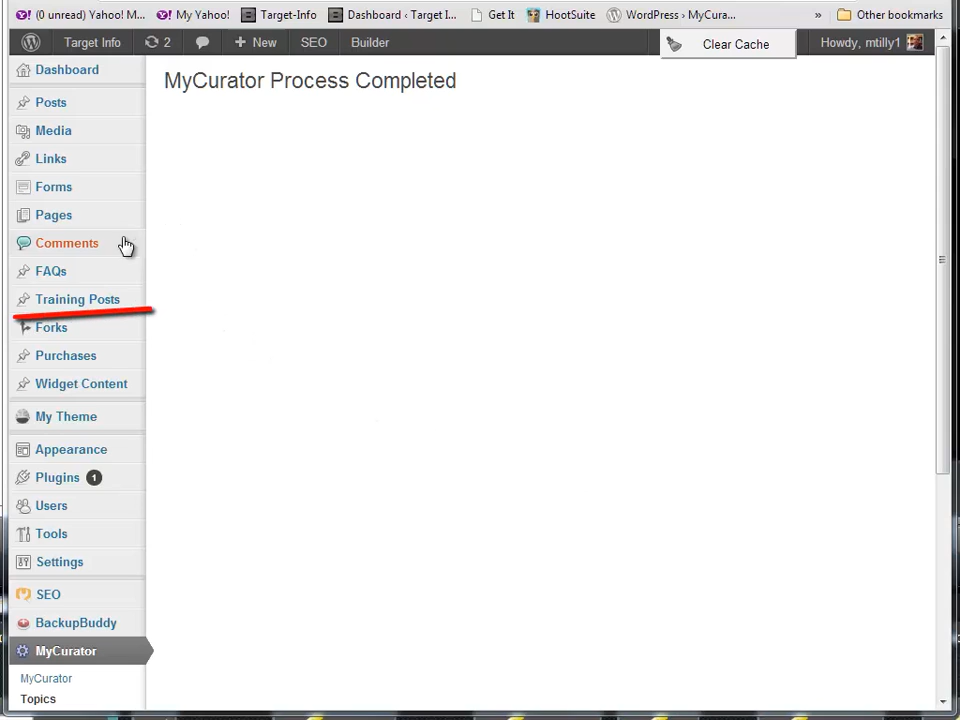 (0 unread) Yahoo! M... My Yahoo! Target-Info Dashboard ‹ Target I... Get It HootSuite WordPress › MyCura... » Other bookmarks
Target Info 2 + New SEO Builder Clear Cache Howdy, mtilly1
Dashboard
MyCurator Process Completed
Posts
Media
Links
Forms
Pages
Comments
FAQs
Training Posts
Forks
Purchases
Widget Content
My Theme
Appearance
Plugins 1
Users
Tools
Settings
SEO
BackupBuddy
MyCurator
MyCurator
Topics